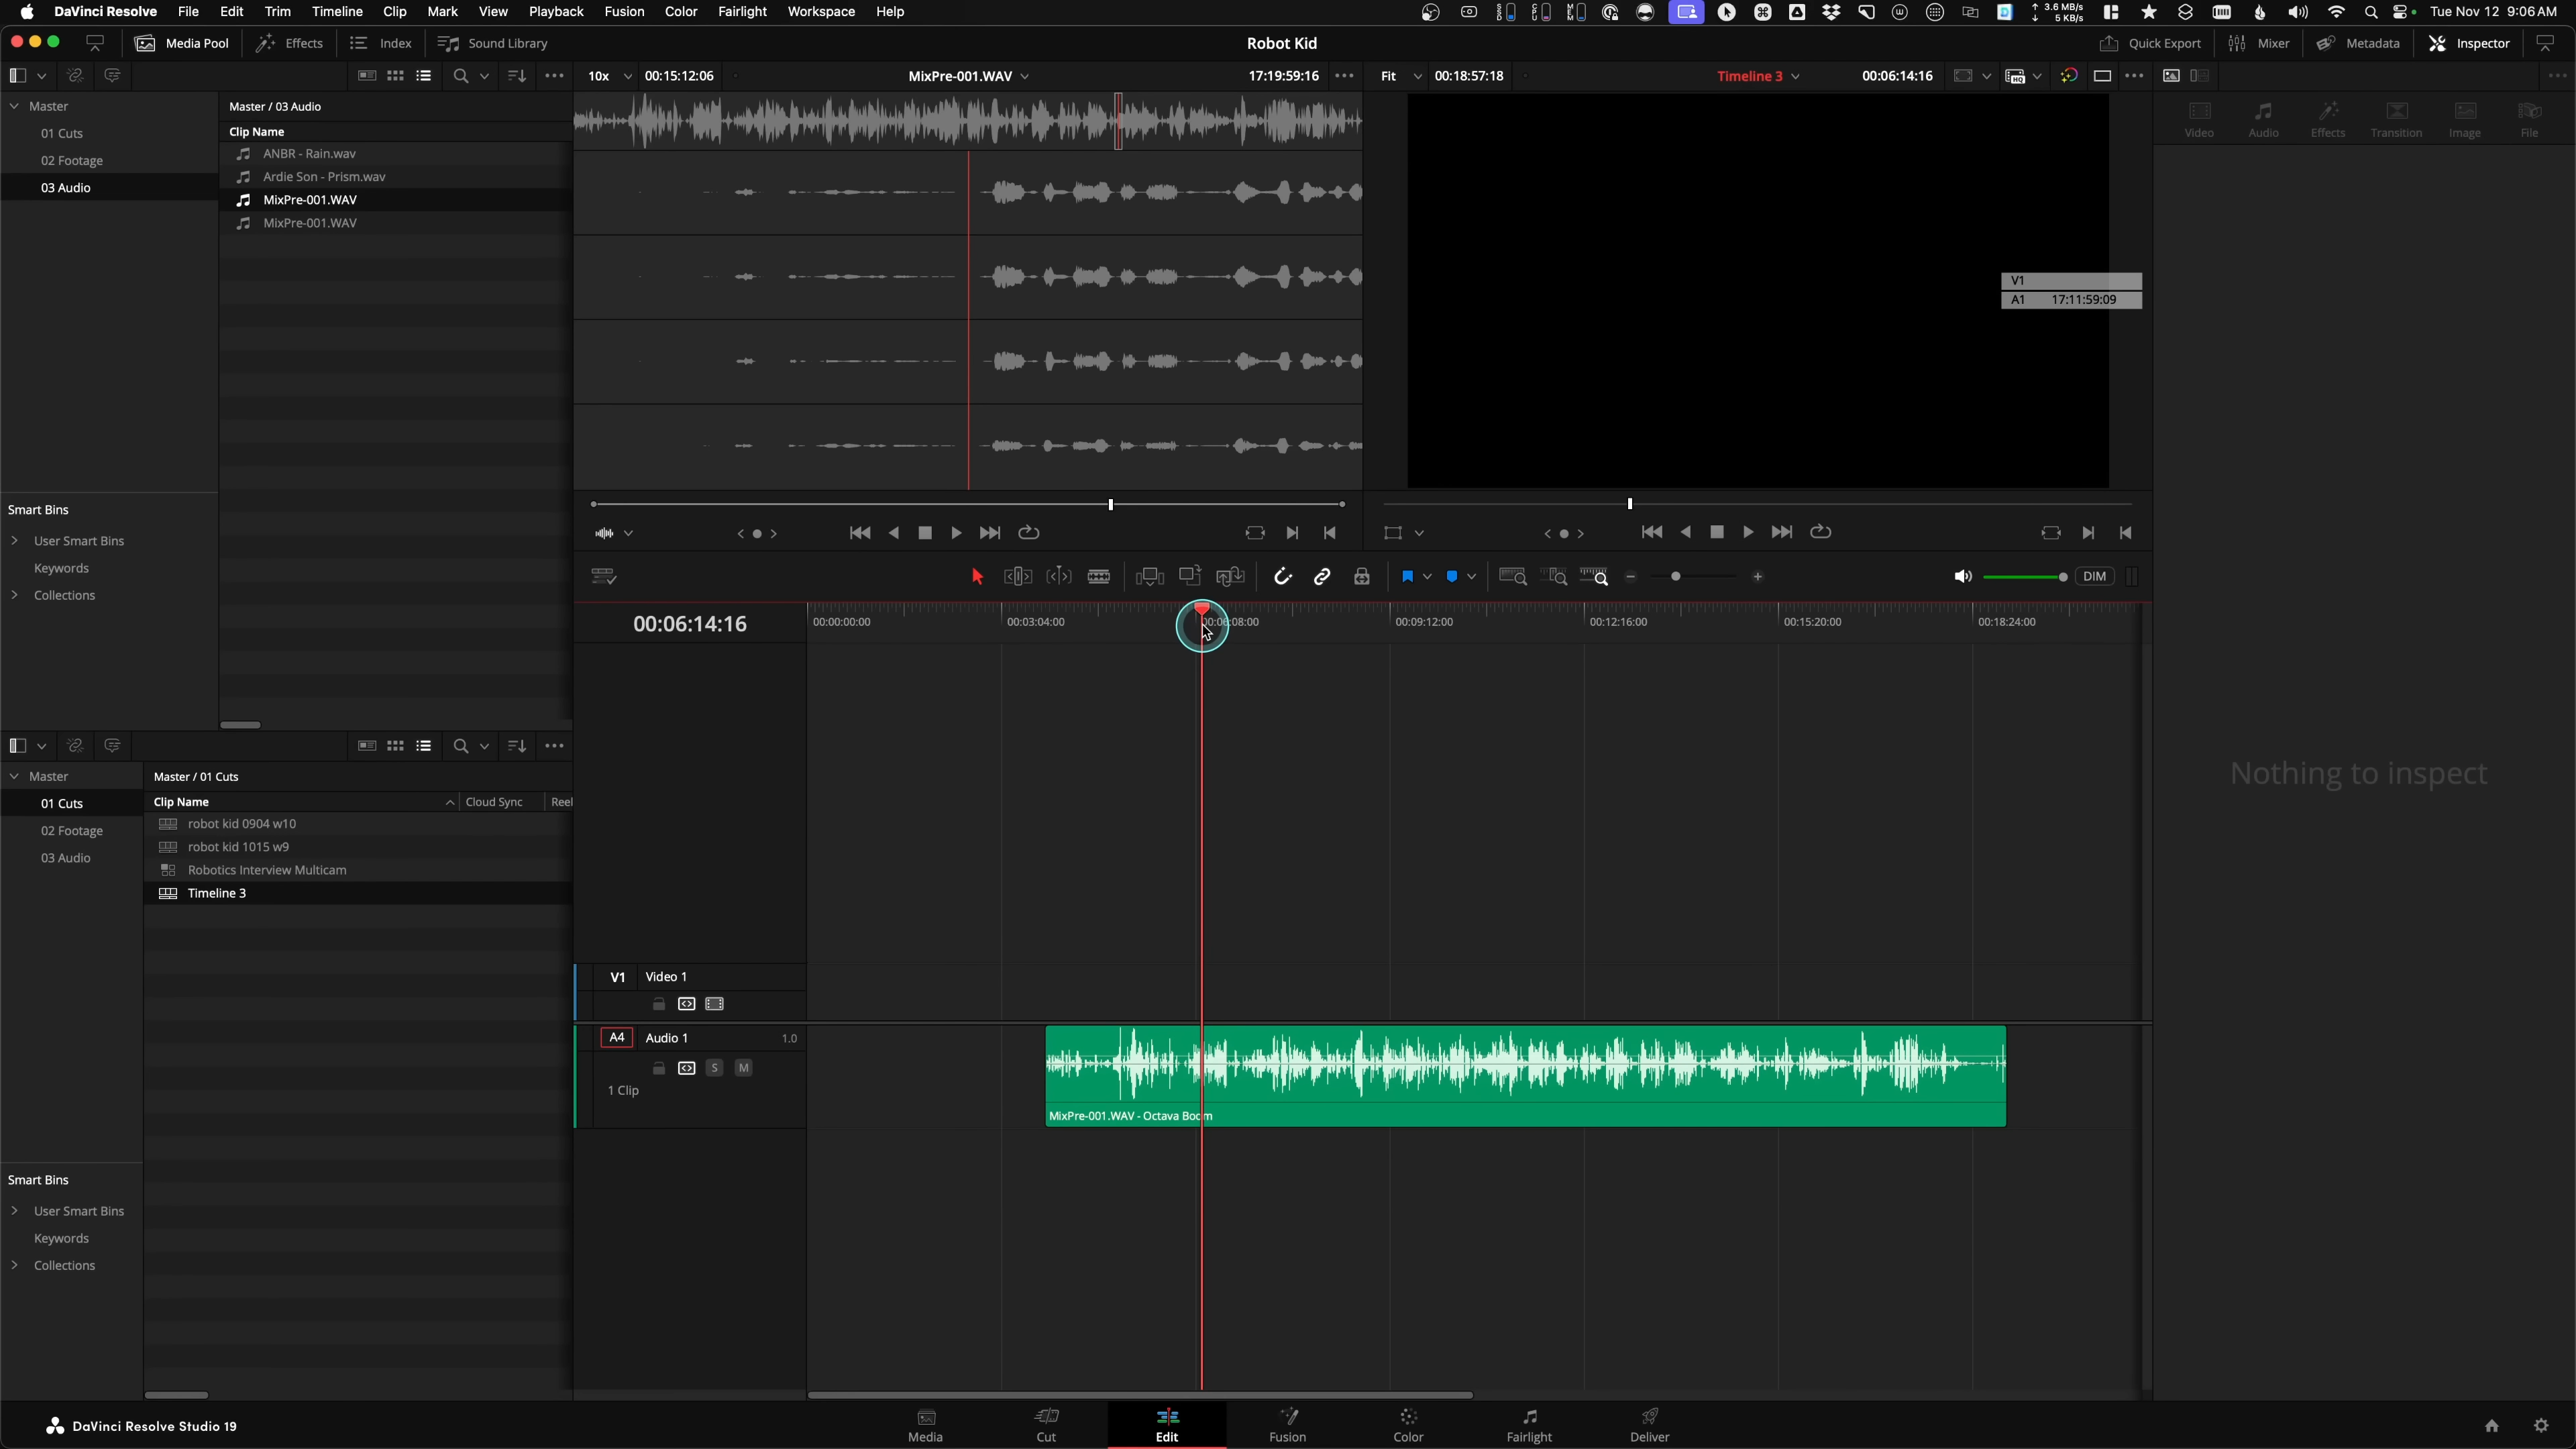 DaVinci Resolve File Edit Trim Timeline Clip Mark View Playback Fusion Color Fairlight Workspace Help
3.6 MB/s
5 KB/s
Tue Nov 12 9:06 AM
Media Pool Effects Index Sound Library Robot Kid Quick Export Mixer Metadata Inspector
10x 00:15:12:06 MixPre-001.WAV 17:19:59:16 Fit 00:18:57:18 Timeline 3 00:06:14:16
Master
01 Cuts
02 Footage
03 Audio
Master / 03 Audio
Clip Name
ANBR - Rain.wav
Ardie Son - Prism.wav
MixPre-001.WAV
MixPre-001.WAV
Video Audio Effects Transition Image File
V1
A1 17:11:59:09
Smart Bins
User Smart Bins
Keywords
Collections
DIM
00:06:14:16
00:00:00:00 00:03:04:00 00:06:08:00 00:09:12:00 00:12:16:00 00:15:20:00 00:18:24:00
Nothing to inspect
Master
01 Cuts
02 Footage
03 Audio
Master / 01 Cuts
Clip Name Cloud Sync Reel
robot kid 0904 w10
robot kid 1015 w9
Robotics Interview Multicam
Timeline 3
V1 Video 1
A4 Audio 1 1.0
S M
1 Clip
MixPre-001.WAV - Octava Boom
Smart Bins
User Smart Bins
Keywords
Collections
DaVinci Resolve Studio 19
Media Cut Edit Fusion Color Fairlight Deliver